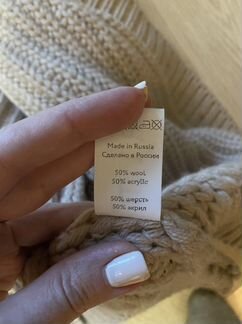 Made in Russia
Сделано в России
50% wool
50% acrylic
50% шерсть
50% акрил